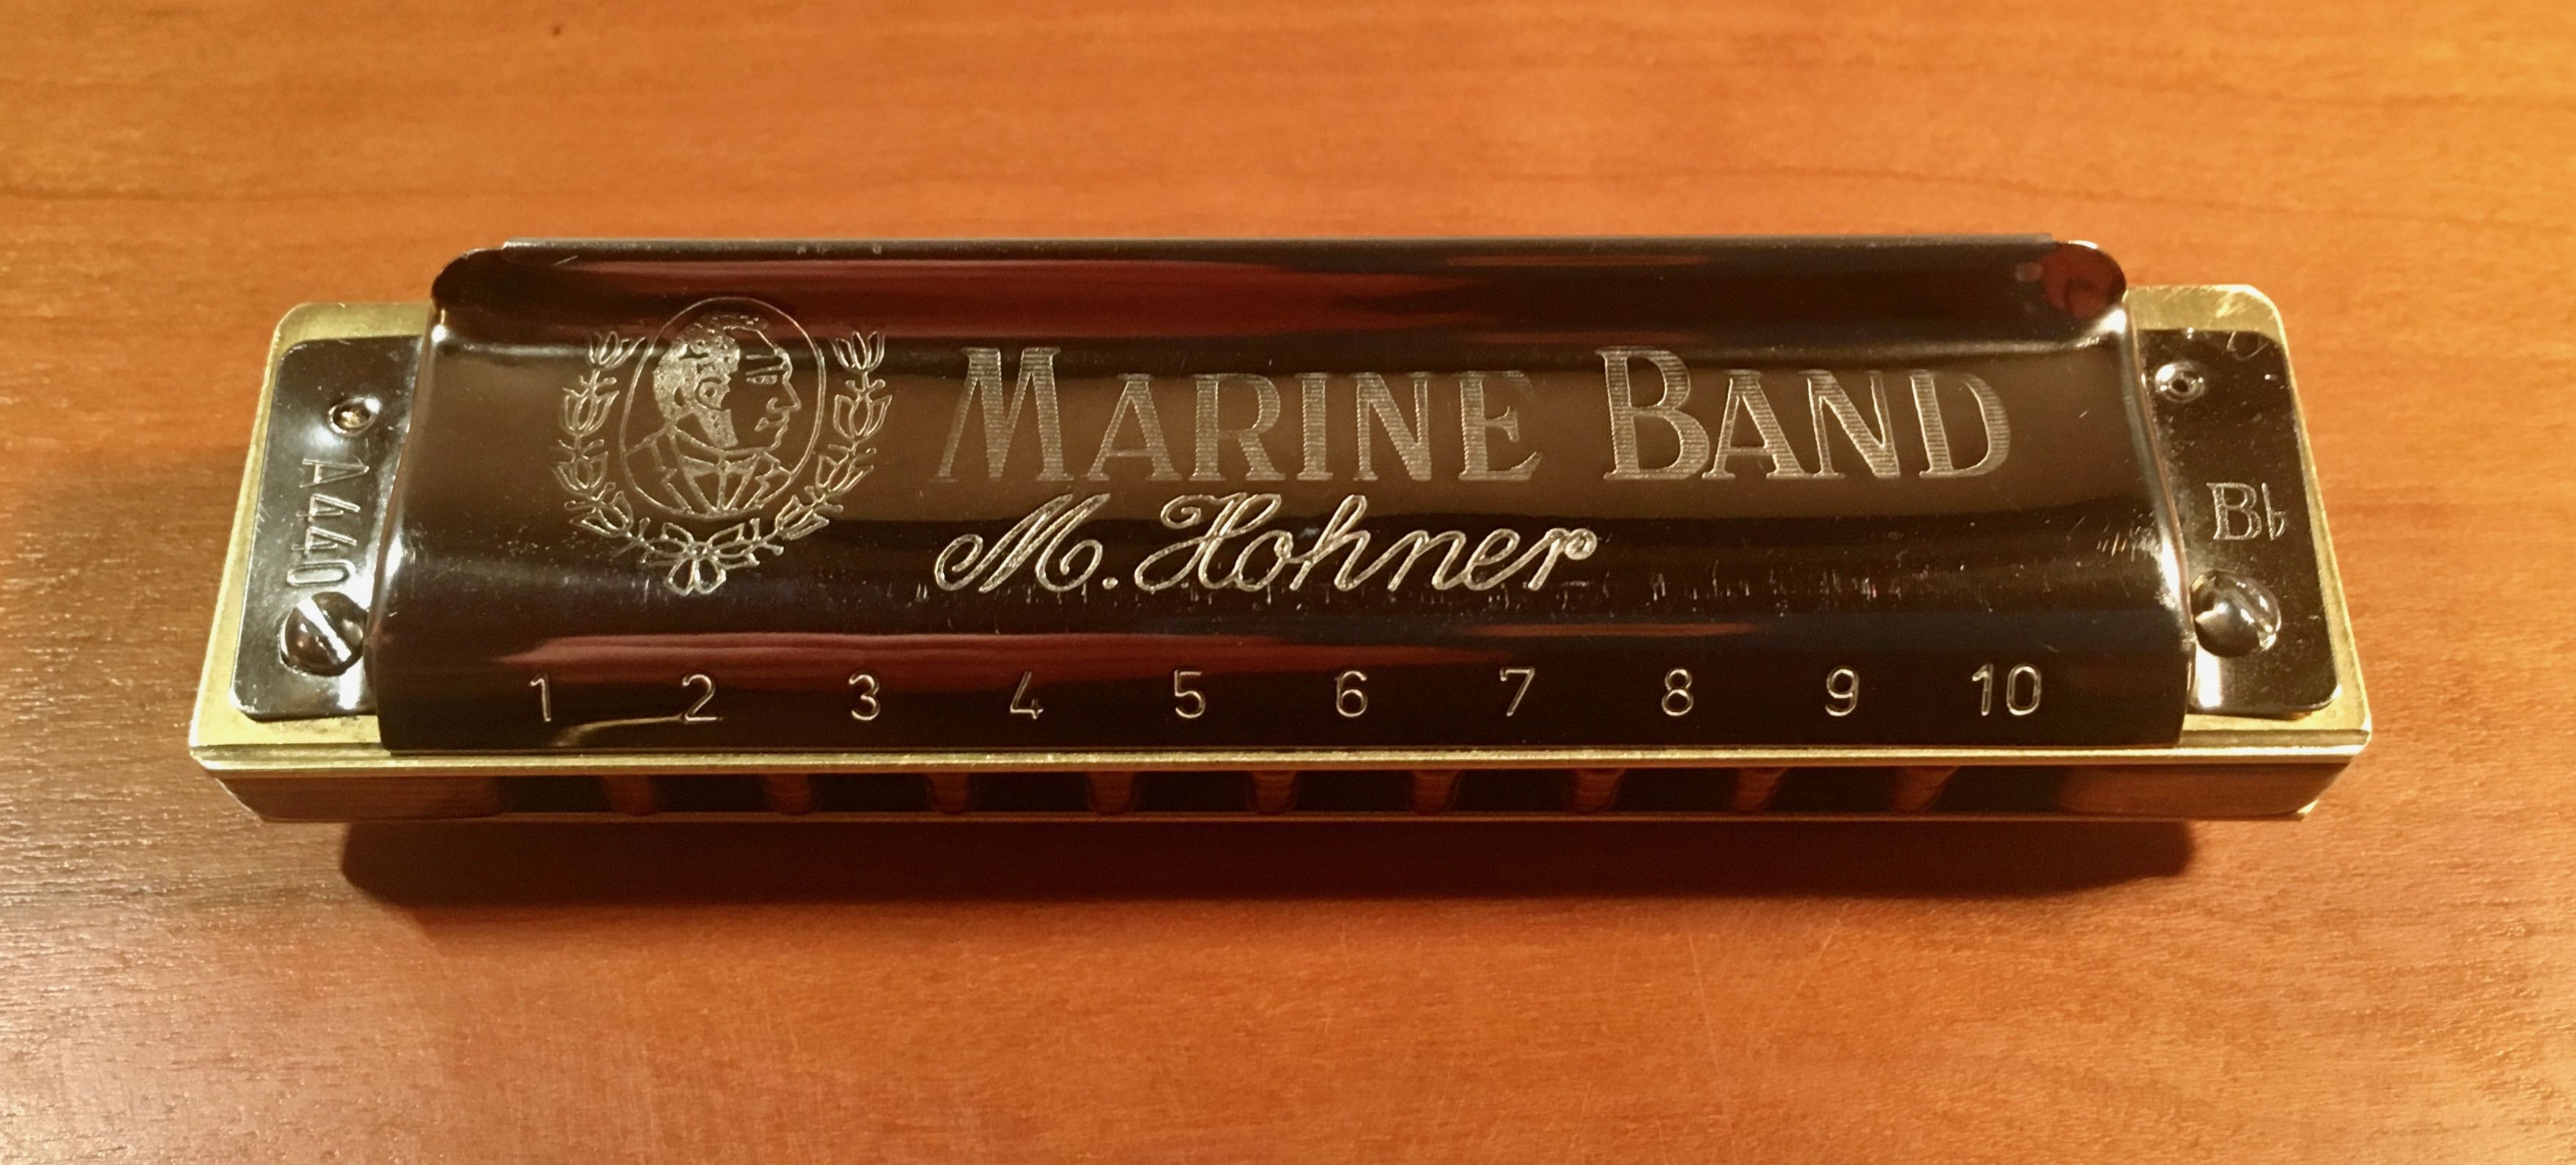 MARINE BAND
M. Hohner
A440
B♭
1 2 3 4 5 6 7 8 9 10